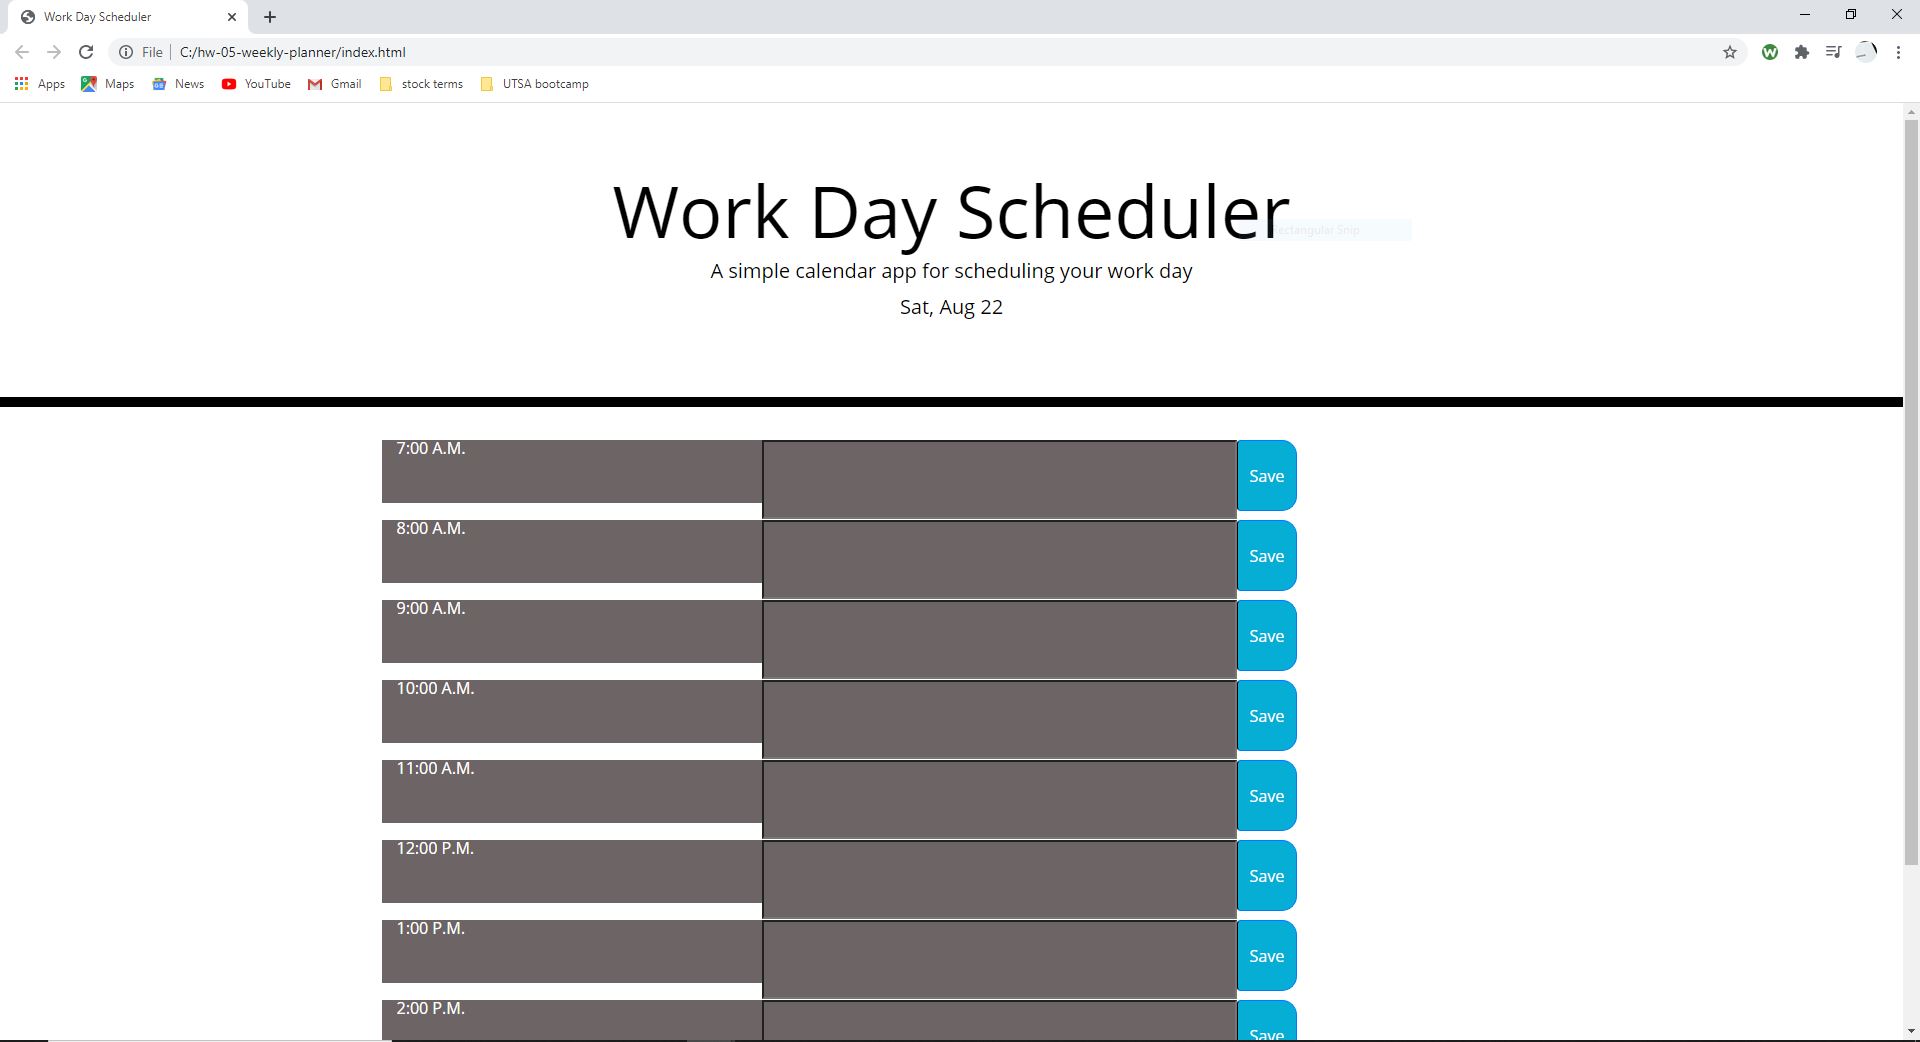 Work Day Scheduler
File C:/hw-05-weekly-planner/index.html
Apps Maps News YouTube Gmail stock terms UTSA bootcamp
Work Day Scheduler
Rectangular Snip
A simple calendar app for scheduling your work day
Sat, Aug 22
7:00 A.M. Save
8:00 A.M. Save
9:00 A.M. Save
10:00 A.M. Save
11:00 A.M. Save
12:00 P.M. Save
1:00 P.M. Save
2:00 P.M. Save